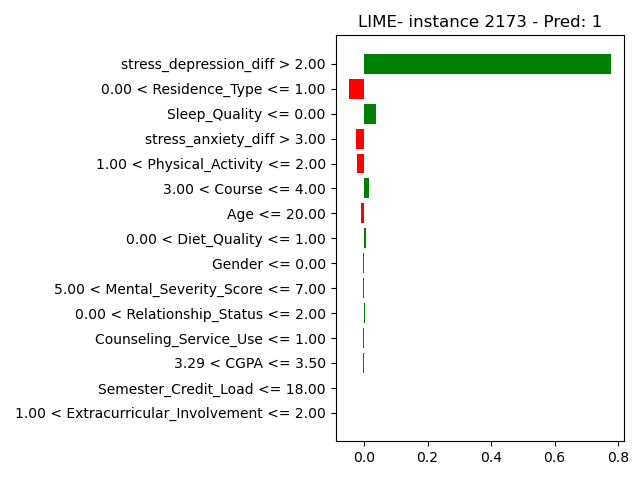 LIME- instance 2173 - Pred: 1
stress_depression_diff > 2.00
0.00 < Residence_Type <= 1.00
Sleep_Quality <= 0.00
stress_anxiety_diff > 3.00
1.00 < Physical_Activity <= 2.00
3.00 < Course <= 4.00
Age <= 20.00
0.00 < Diet_Quality <= 1.00
Gender <= 0.00
5.00 < Mental_Severity_Score <= 7.00
0.00 < Relationship_Status <= 2.00
Counseling_Service_Use <= 1.00
3.29 < CGPA <= 3.50
Semester_Credit_Load <= 18.00
1.00 < Extracurricular_Involvement <= 2.00
0.0 0.2 0.4 0.6 0.8